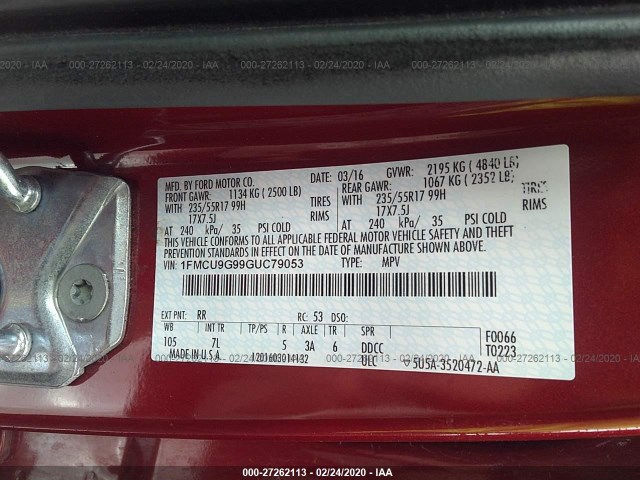 000-27262113 - 02/24/2020 - IAA
MFD. BY FORD MOTOR CO.
DATE: 03/16 GVWR: 2195 KG (4840 LB)
FRONT GAWR: 1134 KG (2500 LB)
REAR GAWR: 1067 KG (2352 LB)
WITH 235/55R17 99H TIRES
17X7.5J RIMS
AT 240 kPa/ 35 PSI COLD
WITH 235/55R17 99H TIRES
17X7.5J RIMS
AT 240 kPa/ 35 PSI COLD
THIS VEHICLE CONFORMS TO ALL APPLICABLE FEDERAL MOTOR VEHICLE SAFETY AND THEFT
PREVENTION STANDARDS IN EFFECT ON THE DATE OF MANUFACTURE SHOWN ABOVE.
VIN: 1FMCU9G99GUC79053 TYPE: MPV
EXT PNT: RR RC: 53 DSO:
WB INT TR TP/PS R AXLE TR SPR
105 7L 5 3A 6 DDCC
F0066
T0223
MADE IN U.S.A. ULC
5U5A-3520472-AA
000-27262113 - 02/24/2020 - IAA